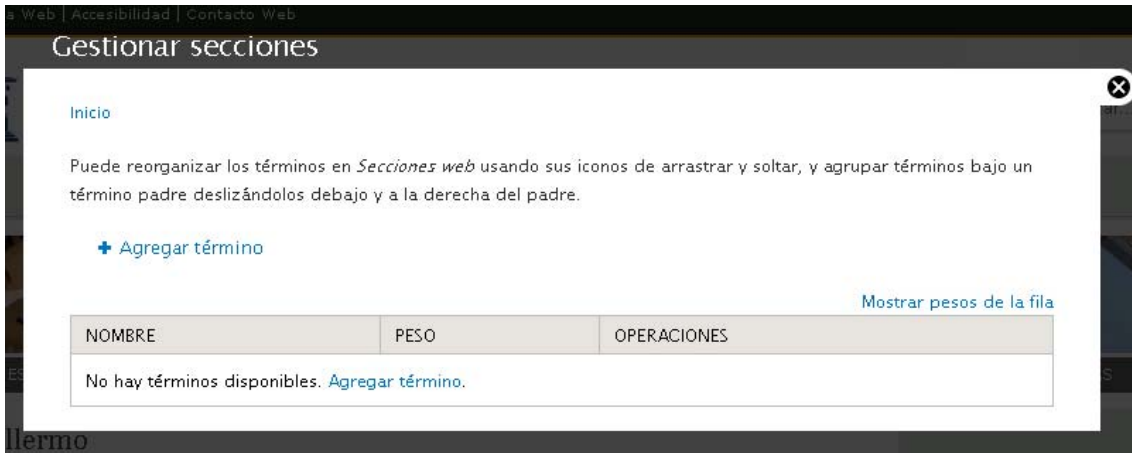 a Web | Accesibilidad | Contacto Web
Gestionar secciones
Inicio
Puede reorganizar los términos en Secciones web usando sus iconos de arrastrar y soltar, y agrupar términos bajo un
término padre deslizándolos debajo y a la derecha del padre.
+ Agregar término
Mostrar pesos de la fila
NOMBRE PESO OPERACIONES
No hay términos disponibles. Agregar término.
llermo